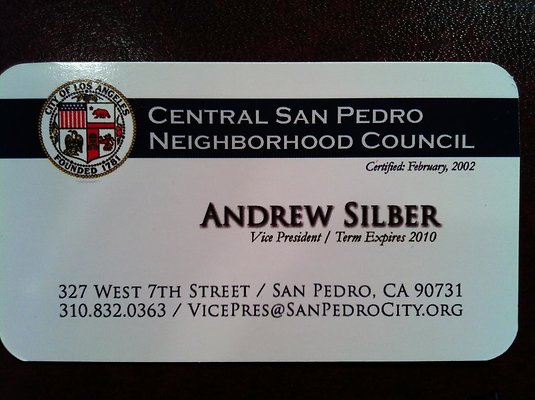 CITY OF LOS ANGELES
FOUNDED 1781
CENTRAL SAN PEDRO
NEIGHBORHOOD COUNCIL
Certified: February, 2002
ANDREW SILBER
Vice President / Term Expires 2010
327 WEST 7TH STREET / SAN PEDRO, CA 90731
310.832.0363 / VICEPRES@SANPEDROCITY.ORG